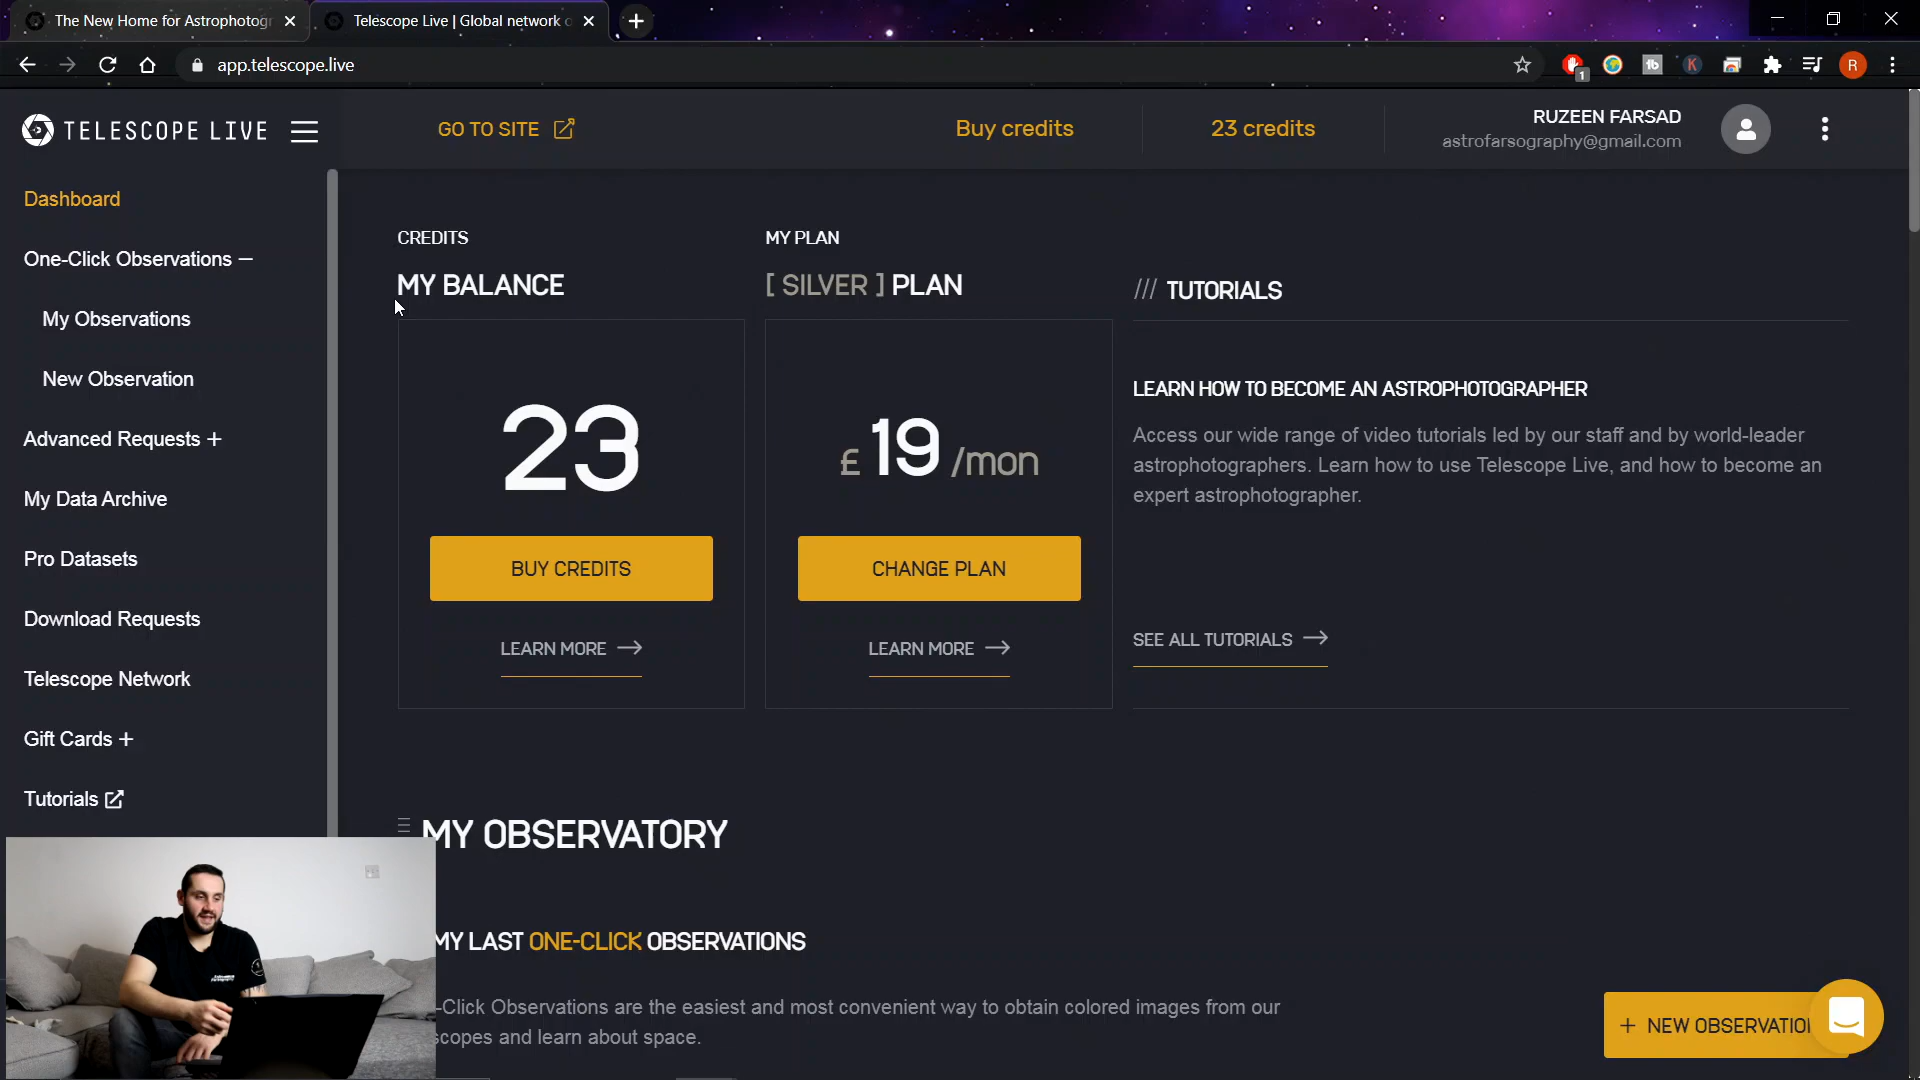 The New Home for Astrophotogr
Telescope Live | Global network o
app.telescope.live
1
R
TELESCOPE LIVE
GO TO SITE
Buy credits
23 credits
RUZEEN FARSAD
astrofarsography@gmail.com
Dashboard
One-Click Observations −
My Observations
New Observation
Advanced Requests +
My Data Archive
Pro Datasets
Download Requests
Telescope Network
Gift Cards +
Tutorials
CREDITS
MY BALANCE
23
BUY CREDITS
LEARN MORE
MY PLAN
[ SILVER ] PLAN
£ 19 /mon
CHANGE PLAN
LEARN MORE
/// TUTORIALS
LEARN HOW TO BECOME AN ASTROPHOTOGRAPHER
Access our wide range of video tutorials led by our staff and by world-leader
astrophotographers. Learn how to use Telescope Live, and how to become an
expert astrophotographer.
SEE ALL TUTORIALS
MY OBSERVATORY
MY LAST ONE-CLICK OBSERVATIONS
-Click Observations are the easiest and most convenient way to obtain colored images from our
scopes and learn about space.
+ NEW OBSERVATION